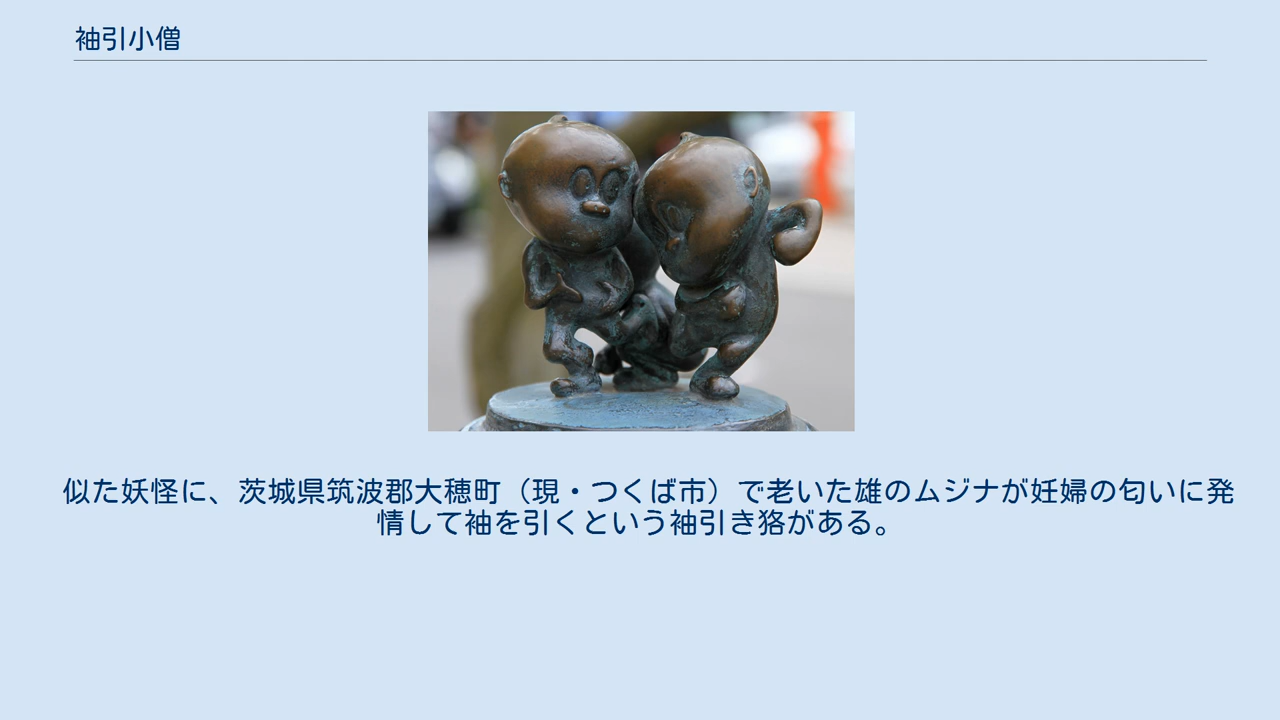 袖引小僧
似た妖怪に、茨城県筑波郡大穂町（現・つくば市）で老いた雄のムジナが妊婦の匂いに発
情して袖を引くという袖引き狢がある。